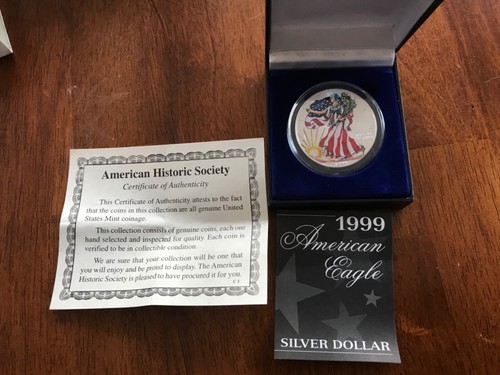 American Historic Society
Certificate of Authenticity
This Certificate attests to the fact
that the coins in this collection are all genuine United
States Mint coinage.
This collection consists of genuine coins, each one
hand selected and inspected for quality. Each coin is
verified to be in collectible condition.
We are sure that your collection will be one that
you will enjoy and be proud to display. The American
Historic Society is pleased to have procured it for you.
C 1
1999
American
Eagle
SILVER DOLLAR